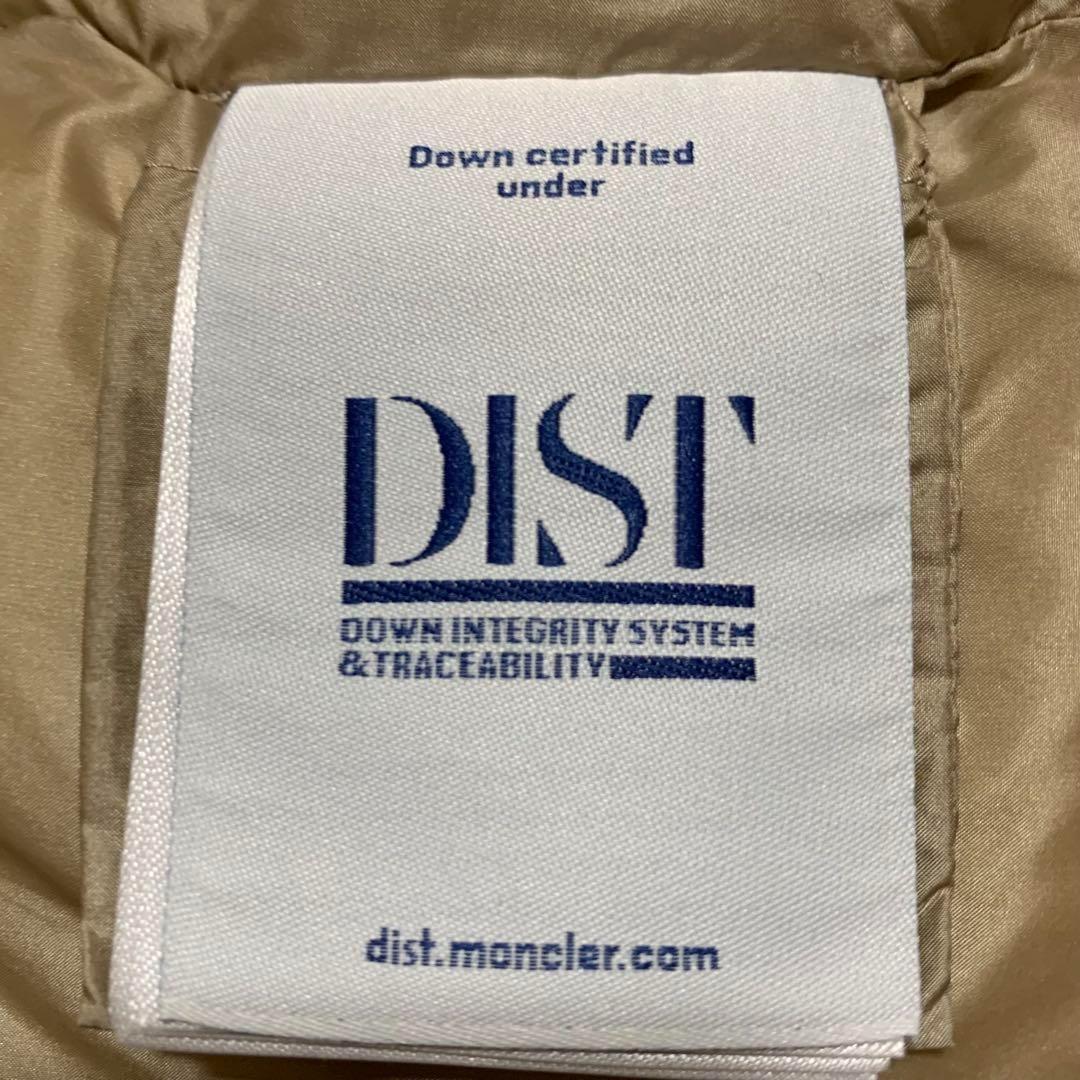 Down certified
under
DIST
DOWN INTEGRITY SYSTEM
& TRACEABILITY
dist.moncler.com